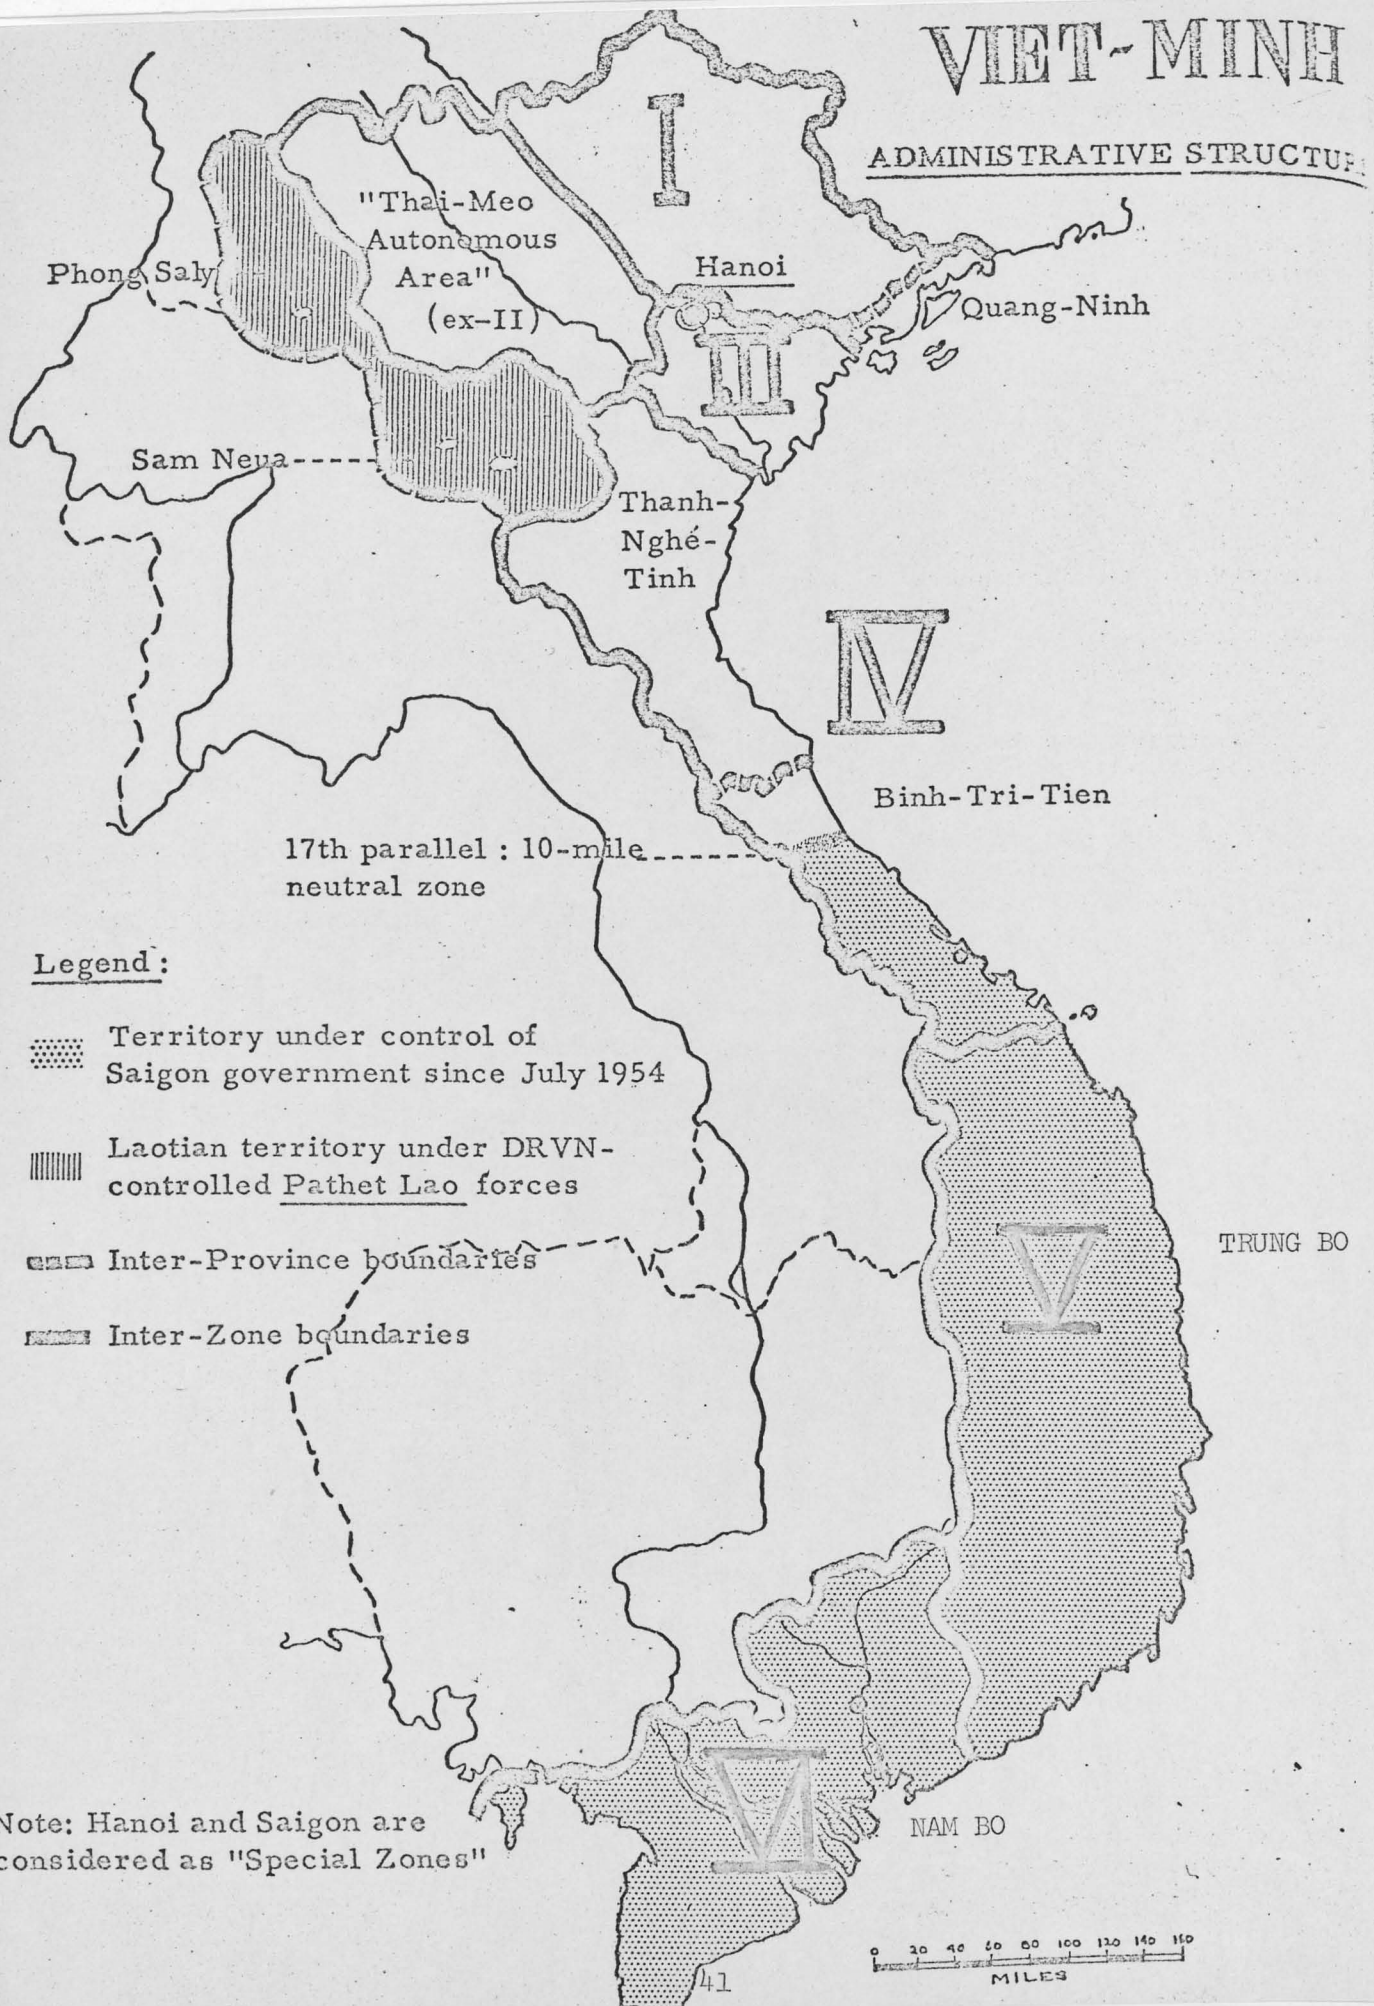 VIET-MINH
ADMINISTRATIVE STRUCTUR
I
"Thai-Meo
Autonomous
Area"
(ex-II)
Phong Saly
Hanoi
Quang-Ninh
III
Sam Neua
Thanh-
Nghé-
Tinh
IV
Binh-Tri-Tien
17th parallel : 10-mile
neutral zone
Legend:
Territory under control of
Saigon government since July 1954
Laotian territory under DRVN-
controlled Pathet Lao forces
Inter-Province boundaries
Inter-Zone boundaries
V
TRUNG BO
VI
NAM BO
Note: Hanoi and Saigon are
considered as "Special Zones"
0 20 40 60 80 100 120 140 160
MILES
41